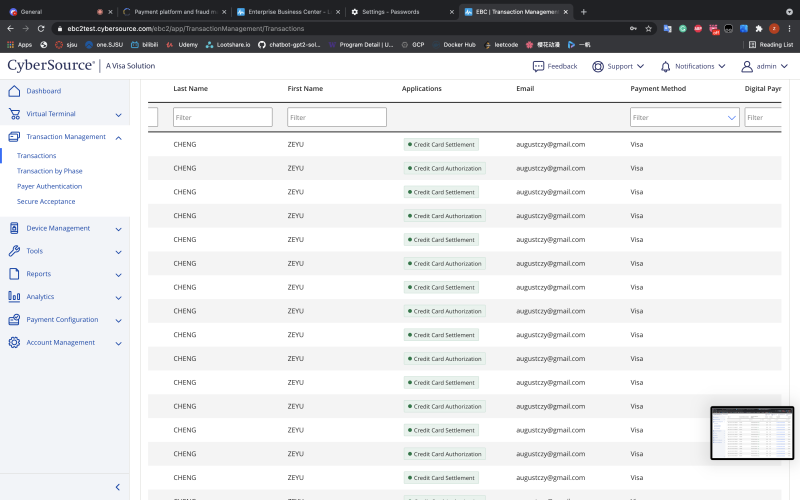 General
Payment platform and fraud m
Enterprise Business Center - L
Settings - Passwords
EBC | Transaction Management
ebc2test.cybersource.com/ebc2/app/TransactionManagement/Transactions
Apps
sjsu
one.SJSU
bilibili
Udemy
Lootshare.io
chatbot-gpt2-sol...
Program Detail | U...
GCP
Docker Hub
leetcode
樱花动漫
一帆
Reading List
CyberSource
A Visa Solution
Feedback
Support
Notifications
admin
Dashboard
Virtual Terminal
Transaction Management
Transactions
Transaction by Phase
Payer Authentication
Secure Acceptance
Device Management
Tools
Reports
Analytics
Payment Configuration
Account Management
Last Name First Name Applications Email Payment Method Digital Payr
Filter Filter Filter Filter
CHENG ZEYU Credit Card Settlement augustczy@gmail.com Visa
CHENG ZEYU Credit Card Authorization augustczy@gmail.com Visa
CHENG ZEYU Credit Card Settlement augustczy@gmail.com Visa
CHENG ZEYU Credit Card Authorization augustczy@gmail.com Visa
CHENG ZEYU Credit Card Settlement augustczy@gmail.com Visa
CHENG ZEYU Credit Card Authorization augustczy@gmail.com Visa
CHENG ZEYU Credit Card Settlement augustczy@gmail.com Visa
CHENG ZEYU Credit Card Authorization augustczy@gmail.com Visa
CHENG ZEYU Credit Card Settlement augustczy@gmail.com Visa
CHENG ZEYU Credit Card Authorization augustczy@gmail.com Visa
CHENG ZEYU Credit Card Settlement augustczy@gmail.com Visa
CHENG ZEYU Credit Card Authorization augustczy@gmail.com Visa
CHENG ZEYU Credit Card Settlement augustczy@gmail.com Visa
CHENG ZEYU Credit Card Authorization augustczy@gmail.com Visa
CHENG ZEYU Credit Card Settlement augustczy@gmail.com Visa